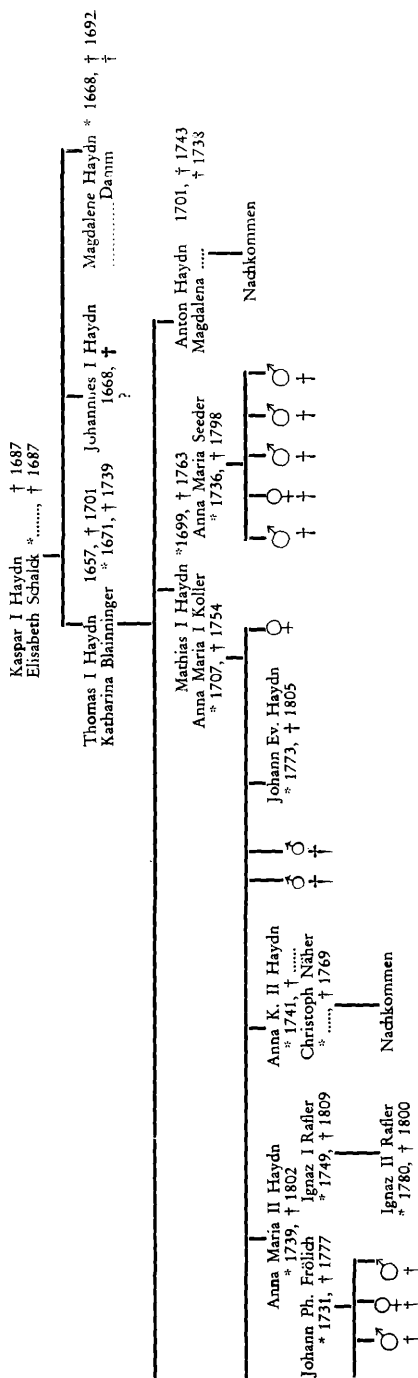 Kaspar I Haydn † 1687
Elisabeth Schalck *........, † 1687
Thomas I Haydn 1657, † 1701
Katharina Blainninger * 1671, † 1739
Johannes I Haydn
1668, †
?
Magdalene Haydn * 1668, † 1692
.............. Damm †
Mathias I Haydn *1699, † 1763
Anna Maria I Koller
* 1707, † 1754
Anna Maria Seeder
* 1736, † 1798
Anton Haydn 1701, † 1743
Magdalena ..... † 1738
Nachkommen
♂ ♀ ♂ ♂ ♂
† † † † †
Anna Maria II Haydn
* 1739, † 1802
Johann Ph. Frölich
* 1731, † 1777
Ignaz I Rafler
* 1749, † 1809
♂ ♀ ♂
† † †
Ignaz II Rafler
* 1780, † 1800
Anna K. II Haydn
* 1741, † ......
Christoph Näher
* ......, † 1769
Nachkommen
♂ ♂
† †
Johann Ev. Haydn
* 1773, † 1805
♀